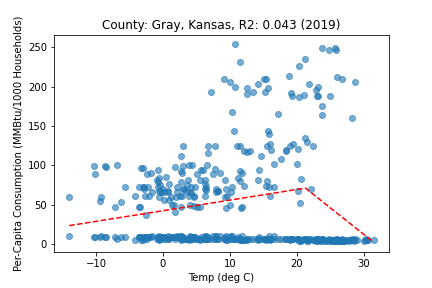 County: Gray, Kansas, R2: 0.043 (2019)
Per-Capita Consumption (MMBtu/1000 Households)
250
200
150
100
50
0
−10 0 10 20 30
Temp (deg C)